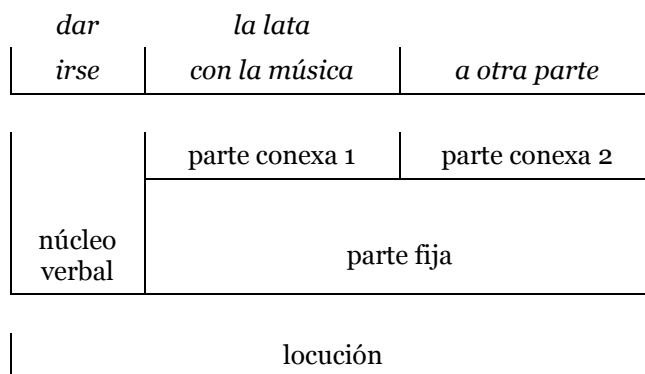 dar la lata
irse con la música a otra parte
parte conexa 1 parte conexa 2
núcleo
verbal
parte fija
locución